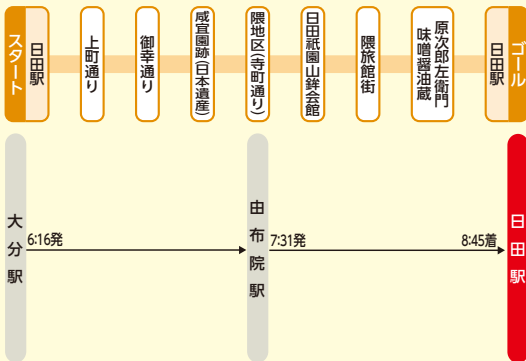 スタート
日田駅
上町通り
御幸通り
咸宜園跡(日本遺産)
隈地区(寺町通り)
日田祇園山鉾会館
隈旅館街
原次郎左衛門
味噌醤油蔵
日田駅
ゴール
大分駅
6:16発
由布院駅
7:31発
8:45着
日田駅